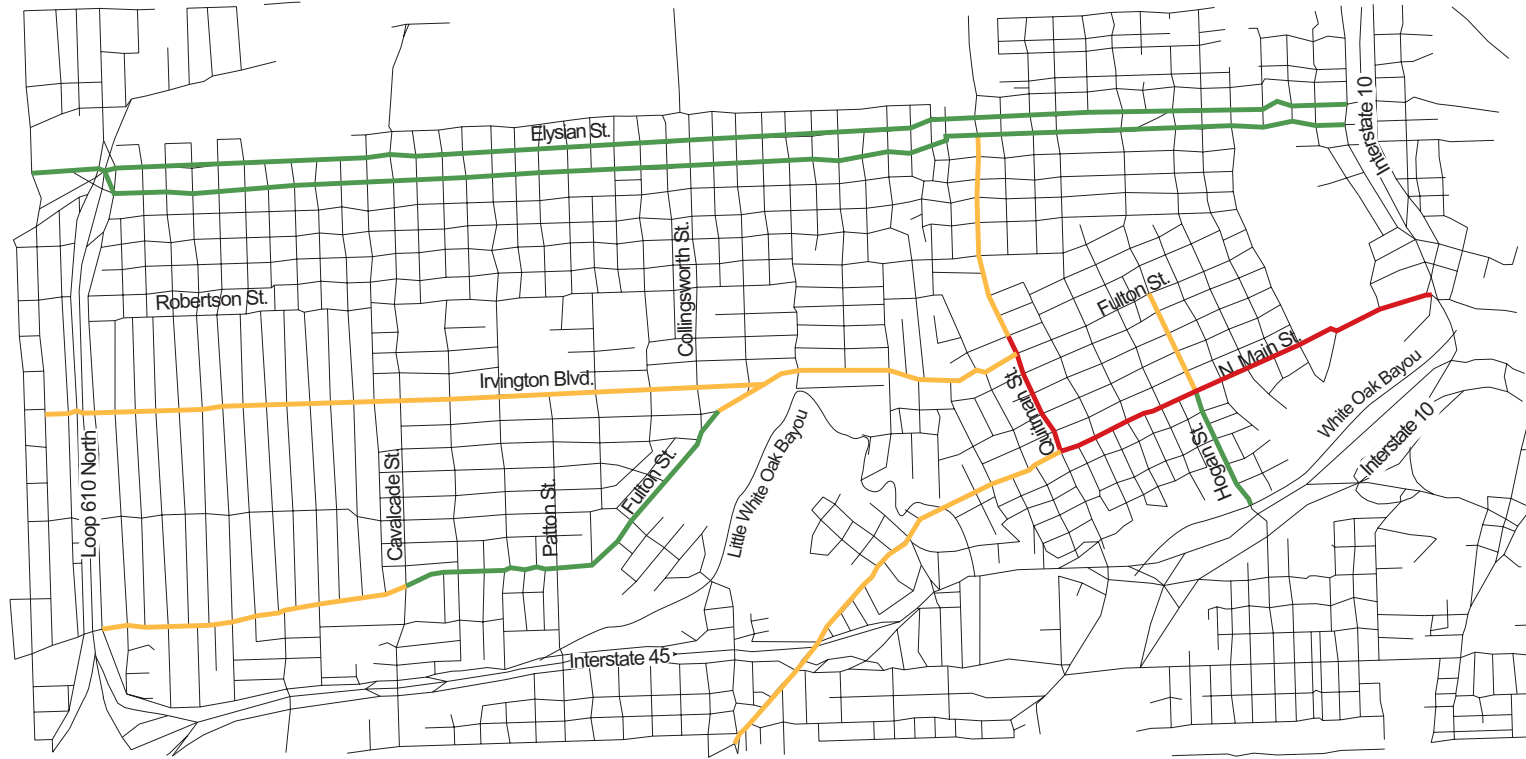 Elysian St.
Interstate 10
Collingsworth St.
Robertson St.
Fulton St.
N. Main St.
Irvington Blvd.
Quitman St.
White Oak Bayou
Interstate 10
Hogan St.
Little White Oak Bayou
Fulton St.
Patton St.
Cavalcade St.
Loop 610 North
Interstate 45